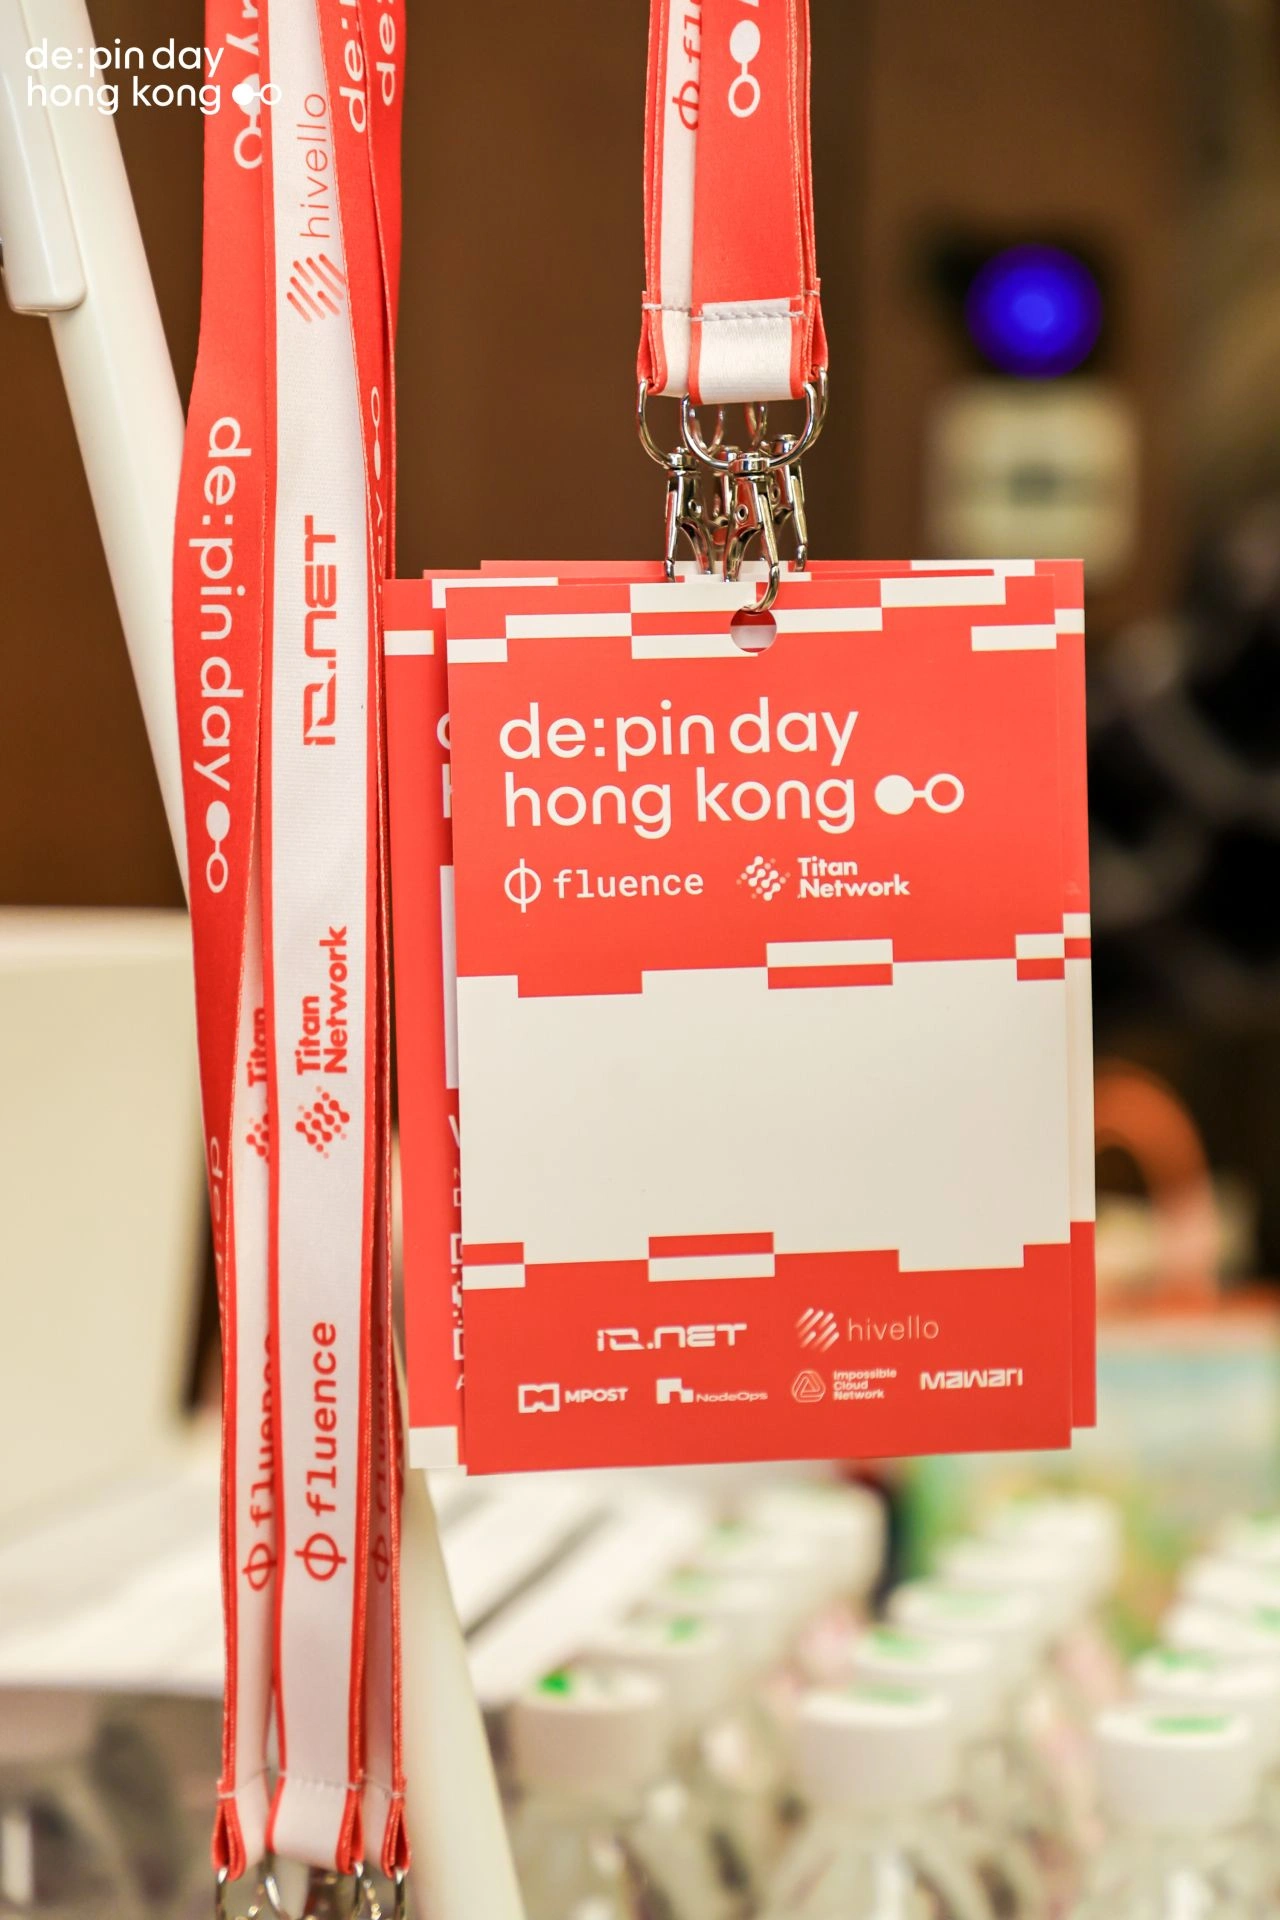 de:pin day
hong kong
hivello
io.net
Titan
Network
fluence
de:pin day
Titan
fluence
de:pin day
hong kong
fluence
Titan
Network
io.net
hivello
MPOST
NodeOps
Impossible
Cloud
Network
Mawari